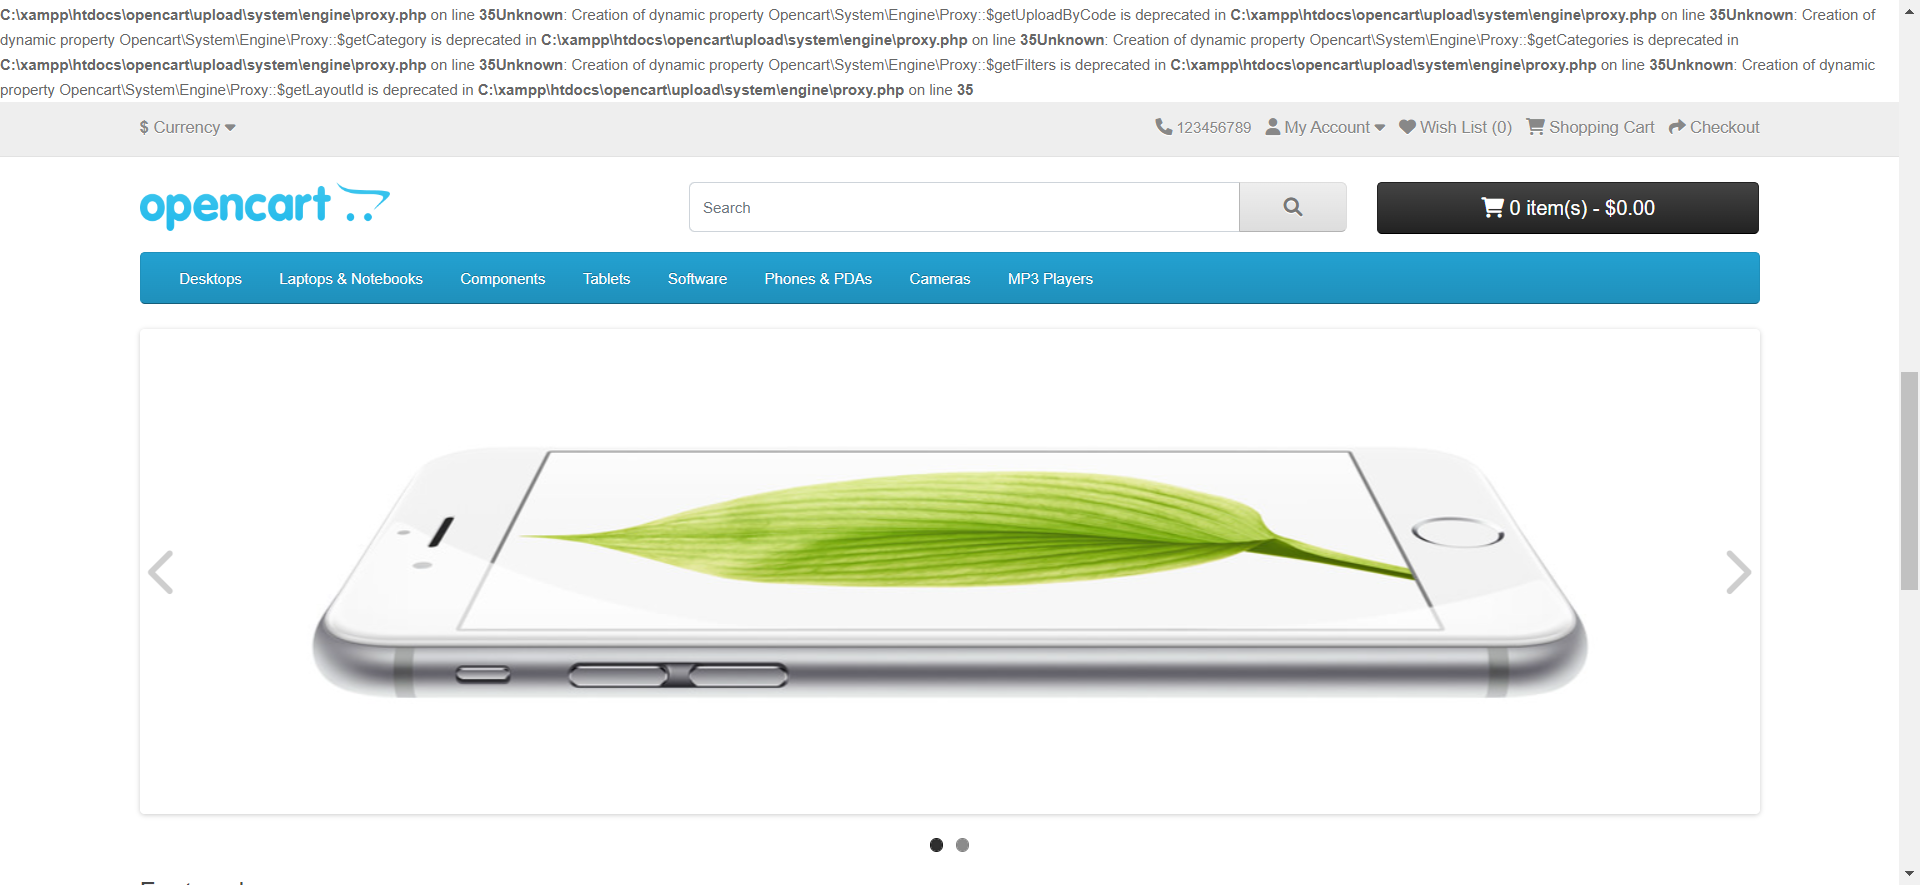 C:\xampp\htdocs\opencart\upload\system\engine\proxy.php on line 35Unknown: Creation of dynamic property Opencart\System\Engine\Proxy::$getUploadByCode is deprecated in C:\xampp\htdocs\opencart\upload\system\engine\proxy.php on line 35Unknown: Creation of
dynamic property Opencart\System\Engine\Proxy::$getCategory is deprecated in C:\xampp\htdocs\opencart\upload\system\engine\proxy.php on line 35Unknown: Creation of dynamic property Opencart\System\Engine\Proxy::$getCategories is deprecated in
C:\xampp\htdocs\opencart\upload\system\engine\proxy.php on line 35Unknown: Creation of dynamic property Opencart\System\Engine\Proxy::$getFilters is deprecated in C:\xampp\htdocs\opencart\upload\system\engine\proxy.php on line 35Unknown: Creation of dynamic
property Opencart\System\Engine\Proxy::$getLayoutId is deprecated in C:\xampp\htdocs\opencart\upload\system\engine\proxy.php on line 35
$ Currency 123456789 My Account Wish List (0) Shopping Cart Checkout
opencart Search 0 item(s) - $0.00
Desktops Laptops & Notebooks Components Tablets Software Phones & PDAs Cameras MP3 Players